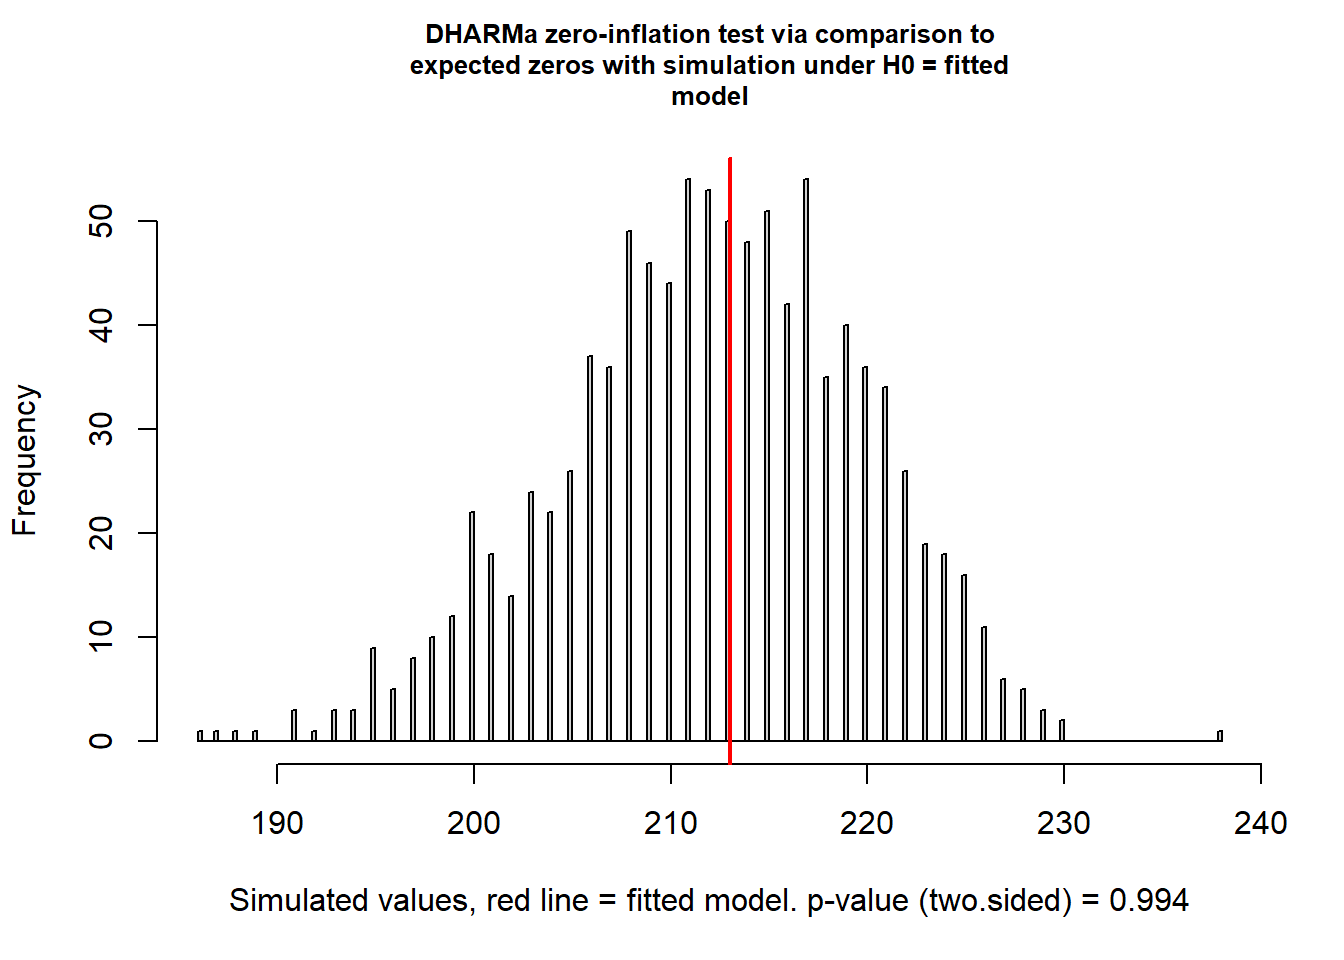 DHARMa zero-inflation test via comparison to
expected zeros with simulation under H0 = fitted
model
Frequency
50
40
30
20
10
0
190 200 210 220 230 240
Simulated values, red line = fitted model. p-value (two.sided) = 0.994